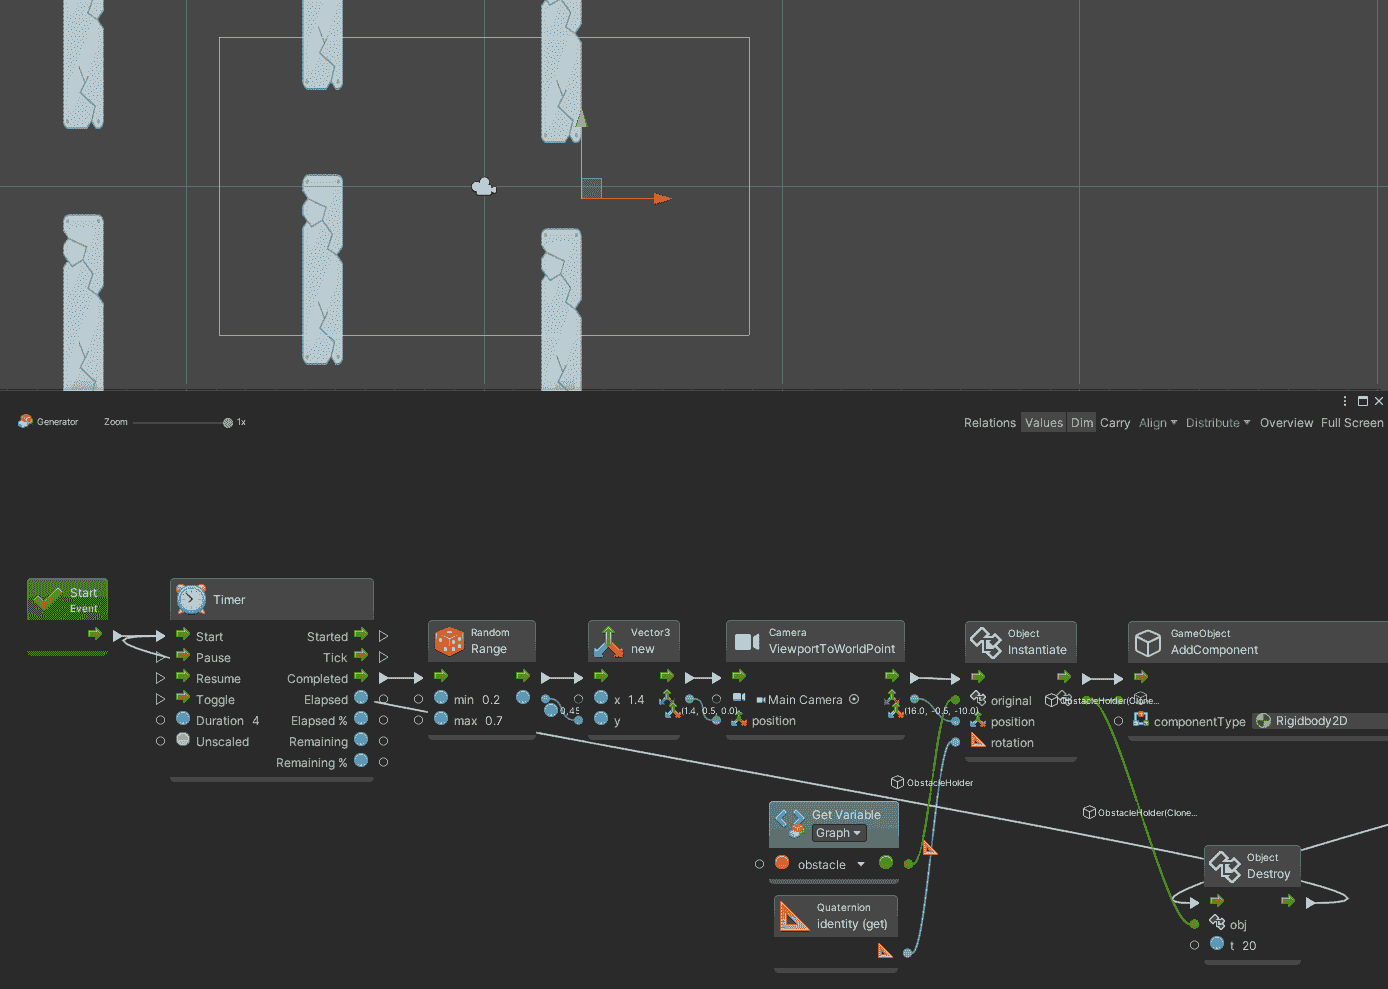 Generator Zoom 1x Relations Values Dim Carry Align Distribute Overview Full Screen
Start
Event
Timer
Start Started
Pause Tick
Resume Completed
Toggle Elapsed
Duration 4 Elapsed %
Unscaled Remaining
Remaining %
Random
Range
min 0.2
max 0.7
0.45
Vector3
new
x 1.4
y
(1.4, 0.5, 0.0)
Camera
ViewportToWorldPoint
Main Camera
position
(16.0, -0.5, -10.0)
Object
Instantiate
original
position
rotation
ObstacleHolder(Clone...
GameObject
AddComponent
componentType Rigidbody2D
ObstacleHolder
ObstacleHolder(Clone...
Get Variable
Graph
obstacle
Quaternion
identity (get)
Object
Destroy
obj
t 20